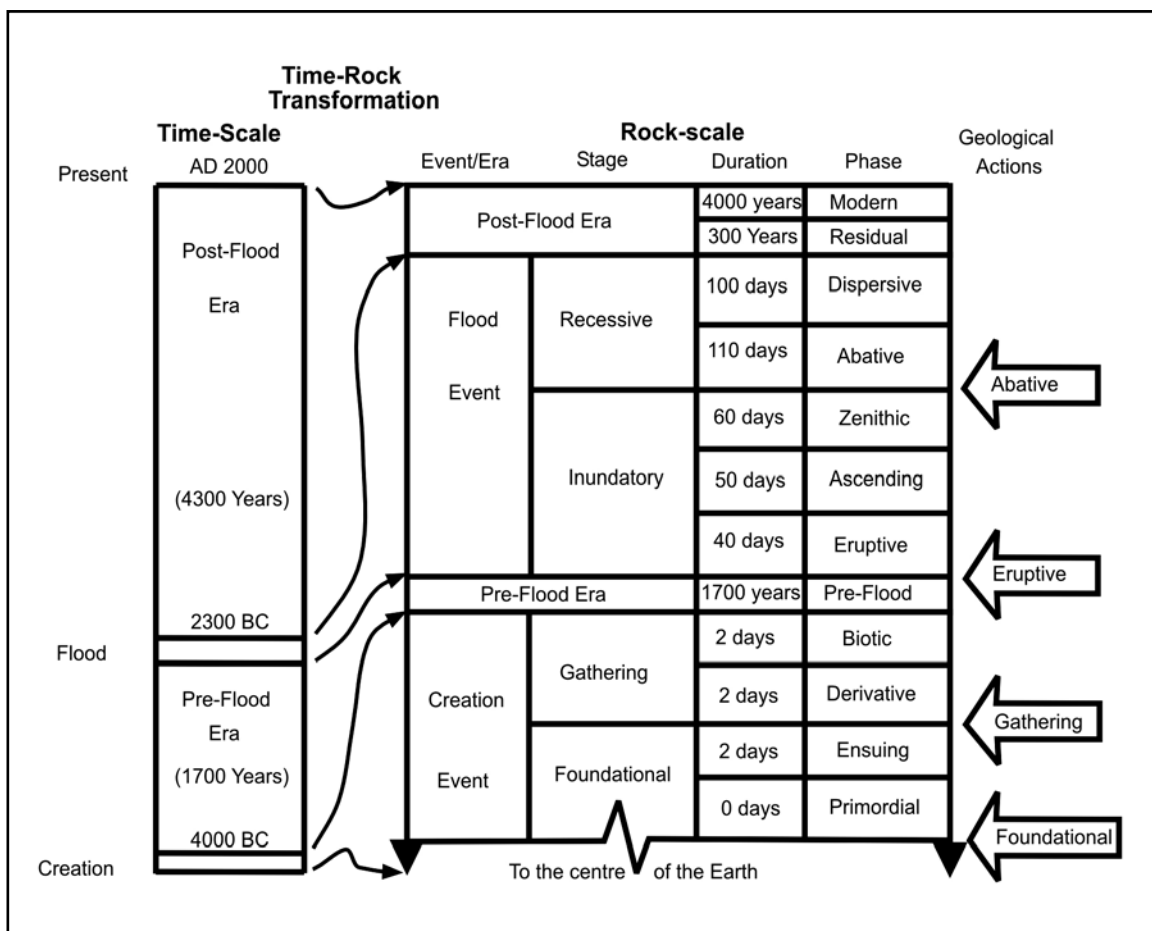 Time-Rock
Transformation
Time-Scale
Rock-scale
Geological
Actions
Present
AD 2000
Event/Era
Stage
Duration
Phase
Post-Flood
Era
(4300 Years)
2300 BC
Flood
Pre-Flood
Era
(1700 Years)
4000 BC
Creation
Post-Flood Era
4000 years
Modern
300 Years
Residual
Flood
Event
Recessive
100 days
Dispersive
110 days
Abative
Inundatory
60 days
Zenithic
50 days
Ascending
40 days
Eruptive
Pre-Flood Era
1700 years
Pre-Flood
Creation
Event
Gathering
2 days
Biotic
2 days
Derivative
Foundational
2 days
Ensuing
0 days
Primordial
To the centre of the Earth
Abative
Eruptive
Gathering
Foundational